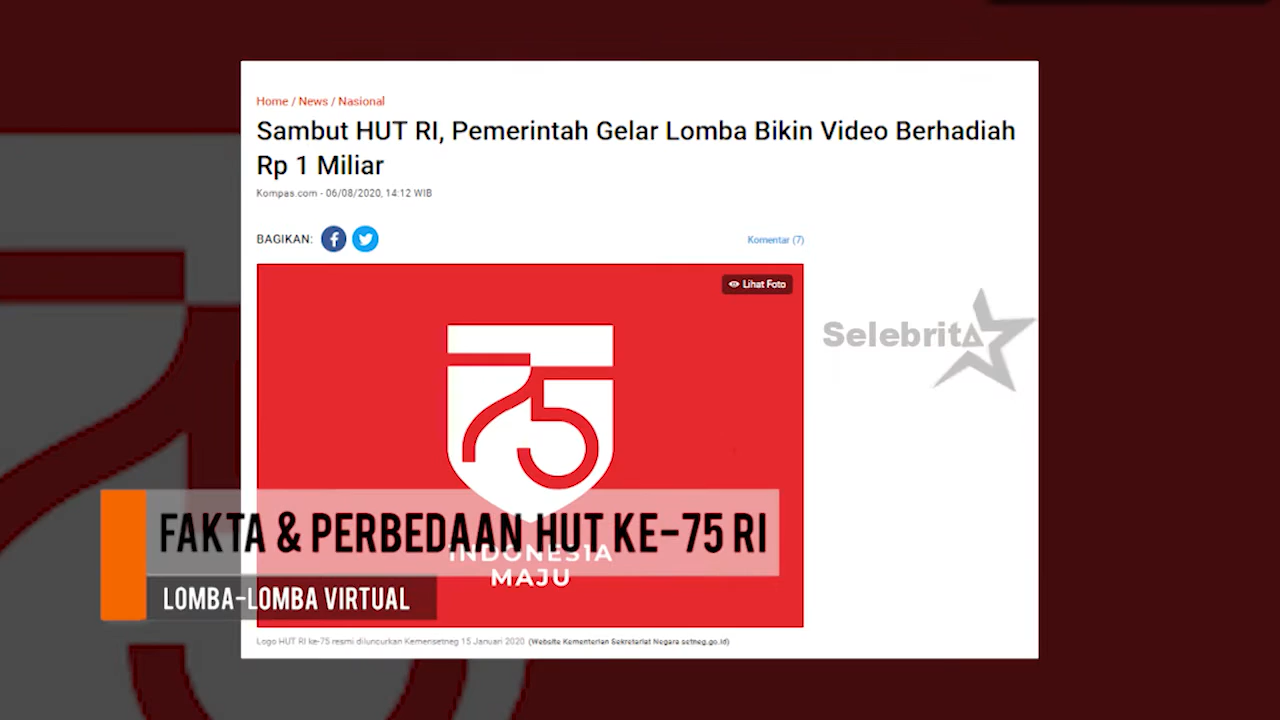 Home / News / Nasional
Sambut HUT RI, Pemerintah Gelar Lomba Bikin Video Berhadiah
Rp 1 Miliar
Kompas.com - 06/08/2020, 14:12 WIB
BAGIKAN:
Komentar (7)
Lihat Foto
Selebrita
75
FAKTA & PERBEDAAN HUT KE-75 RI
INDONESIA
MAJU
LOMBA-LOMBA VIRTUAL
Logo HUT RI ke-75 resmi diluncurkan Kemensetneg 15 Januari 2020 (Website Kementerian Sekretariat Negara setneg.go.id)